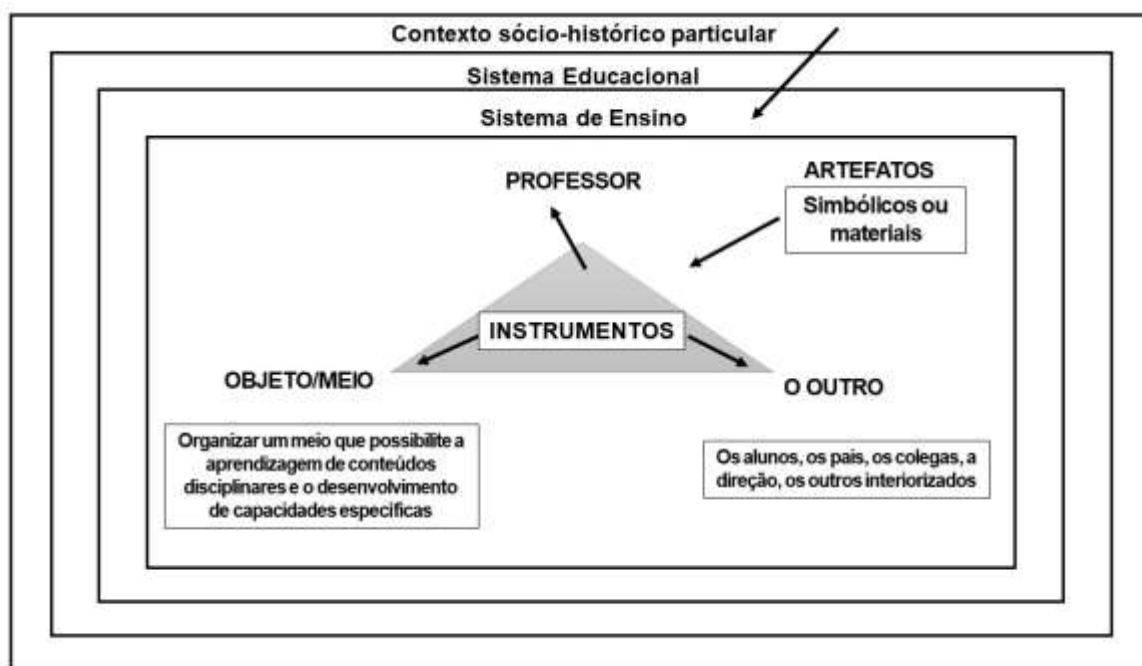 Contexto sócio-histórico particular
Sistema Educacional
Sistema de Ensino
PROFESSOR
ARTEFATOS
Simbólicos ou
materiais
INSTRUMENTOS
OBJETO/MEIO
O OUTRO
Organizar um meio que possibilite a
aprendizagem de conteúdos
disciplinares e o desenvolvimento
de capacidades específicas
Os alunos, os pais, os colegas, a
direção, os outros interiorizados